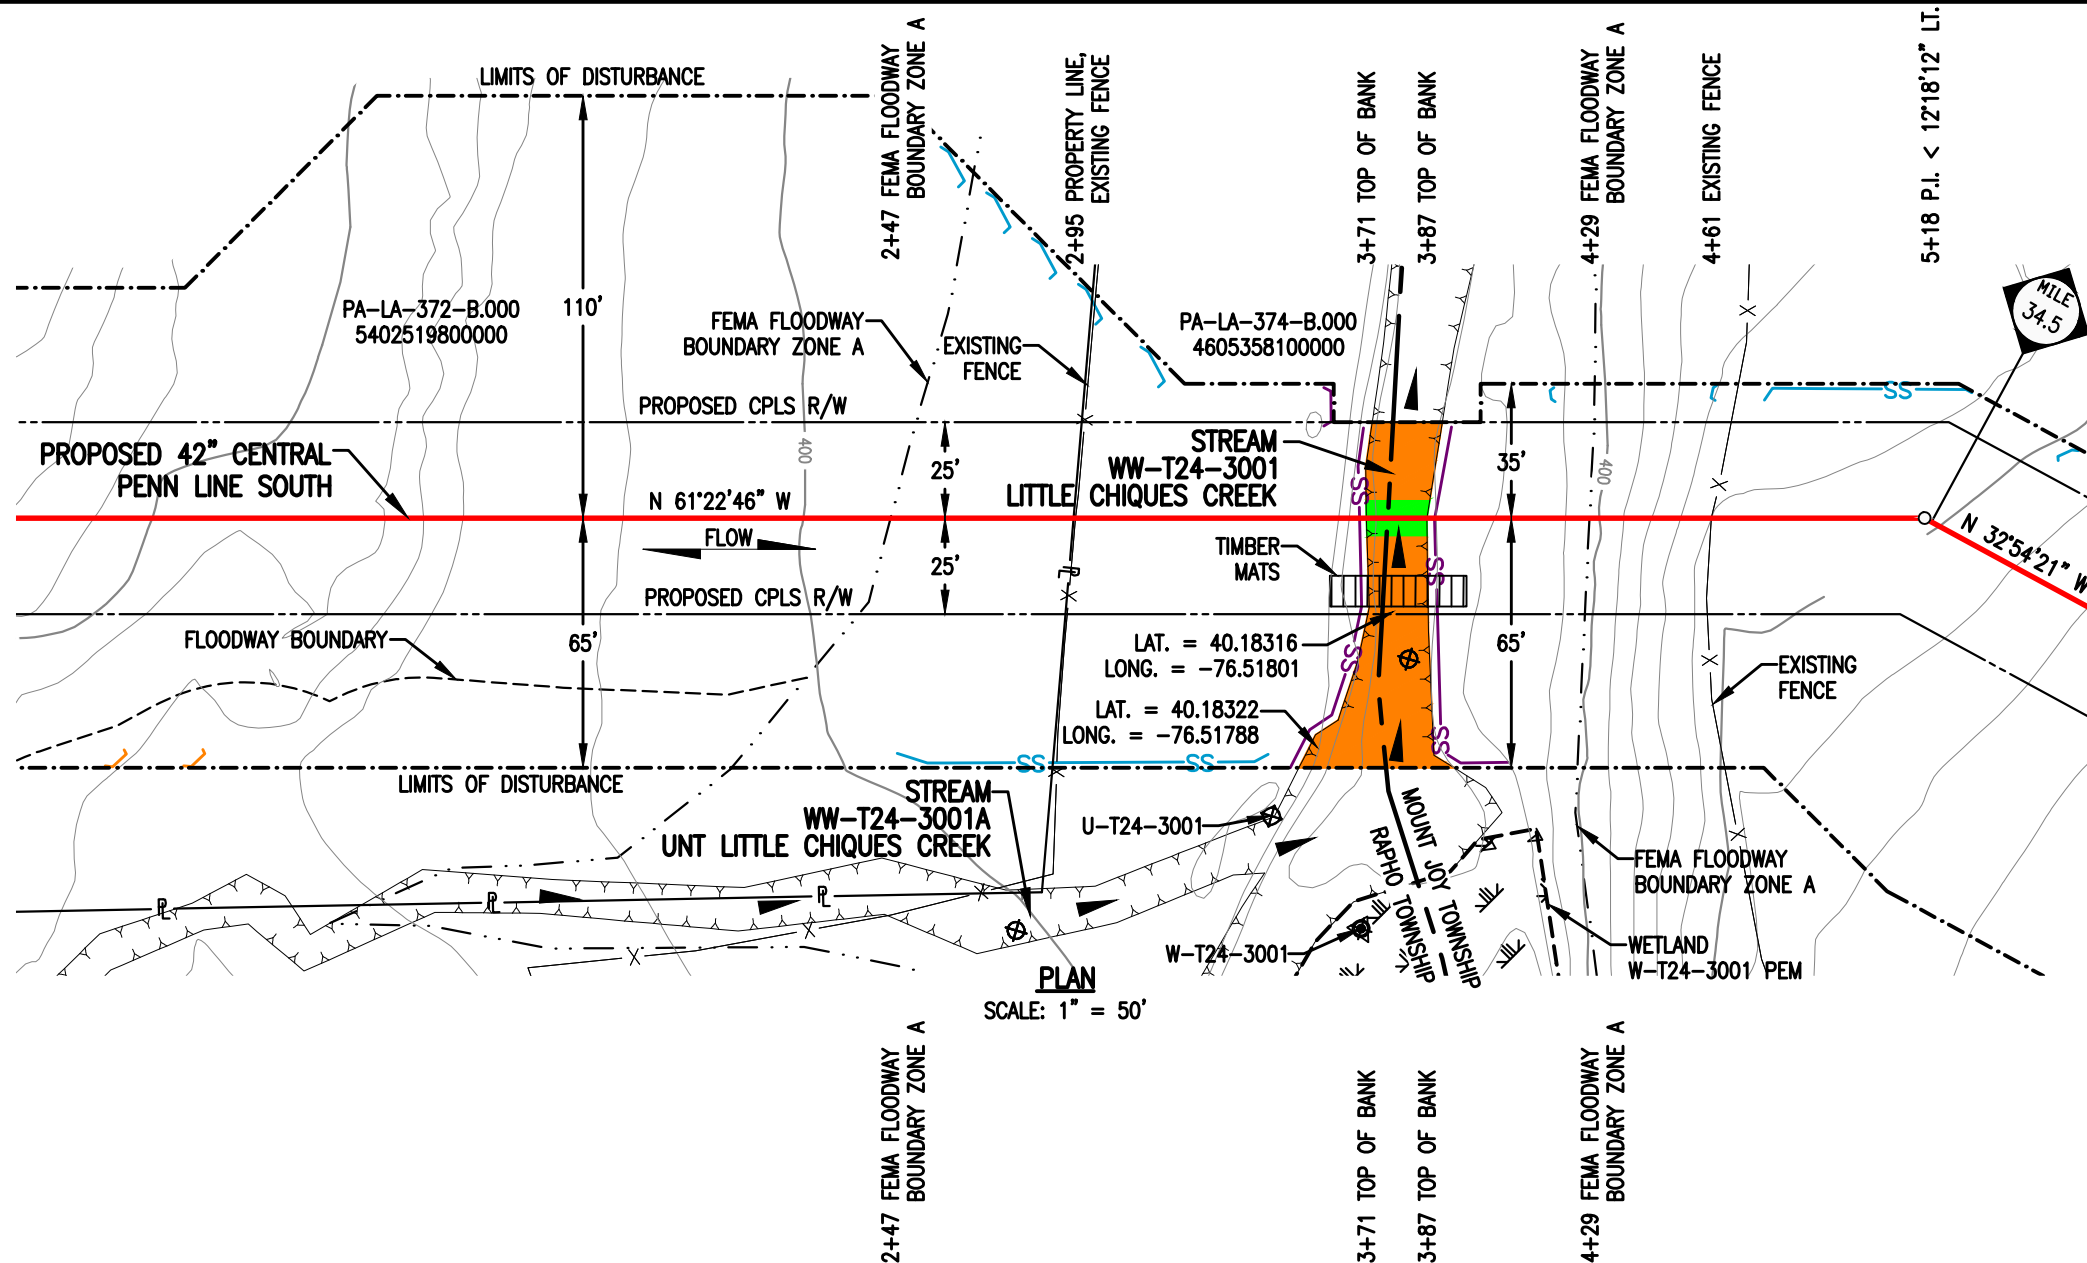 LIMITS OF DISTURBANCE
2+47 FEMA FLOODWAY
BOUNDARY ZONE A
2+95 PROPERTY LINE,
EXISTING FENCE
3+71 TOP OF BANK
3+87 TOP OF BANK
4+29 FEMA FLOODWAY
BOUNDARY ZONE A
4+61 EXISTING FENCE
5+18 P.I. < 12°18'12" LT.
MILE
34.5
PA-LA-372-B.000
5402519800000
110'
FEMA FLOODWAY
BOUNDARY ZONE A
EXISTING
FENCE
PA-LA-374-B.000
4605358100000
PROPOSED CPLS R/W
PROPOSED 42" CENTRAL
PENN LINE SOUTH
400
25'
STREAM
WW-T24-3001
LITTLE CHIQUES CREEK
SS
35'
400
SS
N 61°22'46" W
FLOW
25'
PL
TIMBER
MATS
SS
N 32°54'21" W
PROPOSED CPLS R/W
FLOODWAY BOUNDARY
65'
LAT. = 40.18316
LONG. = -76.51801
SS
65'
EXISTING
FENCE
LAT. = 40.18322
LONG. = -76.51788
SS
SS
SS
LIMITS OF DISTURBANCE
STREAM
WW-T24-3001A
UNT LITTLE CHIQUES CREEK
U-T24-3001
MOUNT JOY TOWNSHIP
RAPHO TOWNSHIP
FEMA FLOODWAY
BOUNDARY ZONE A
PL
PL
PL
W-T24-3001
WETLAND
W-T24-3001 PEM
PLAN
SCALE: 1" = 50'
2+47 FEMA FLOODWAY
BOUNDARY ZONE A
3+71 TOP OF BANK
3+87 TOP OF BANK
4+29 FEMA FLOODWAY
BOUNDARY ZONE A